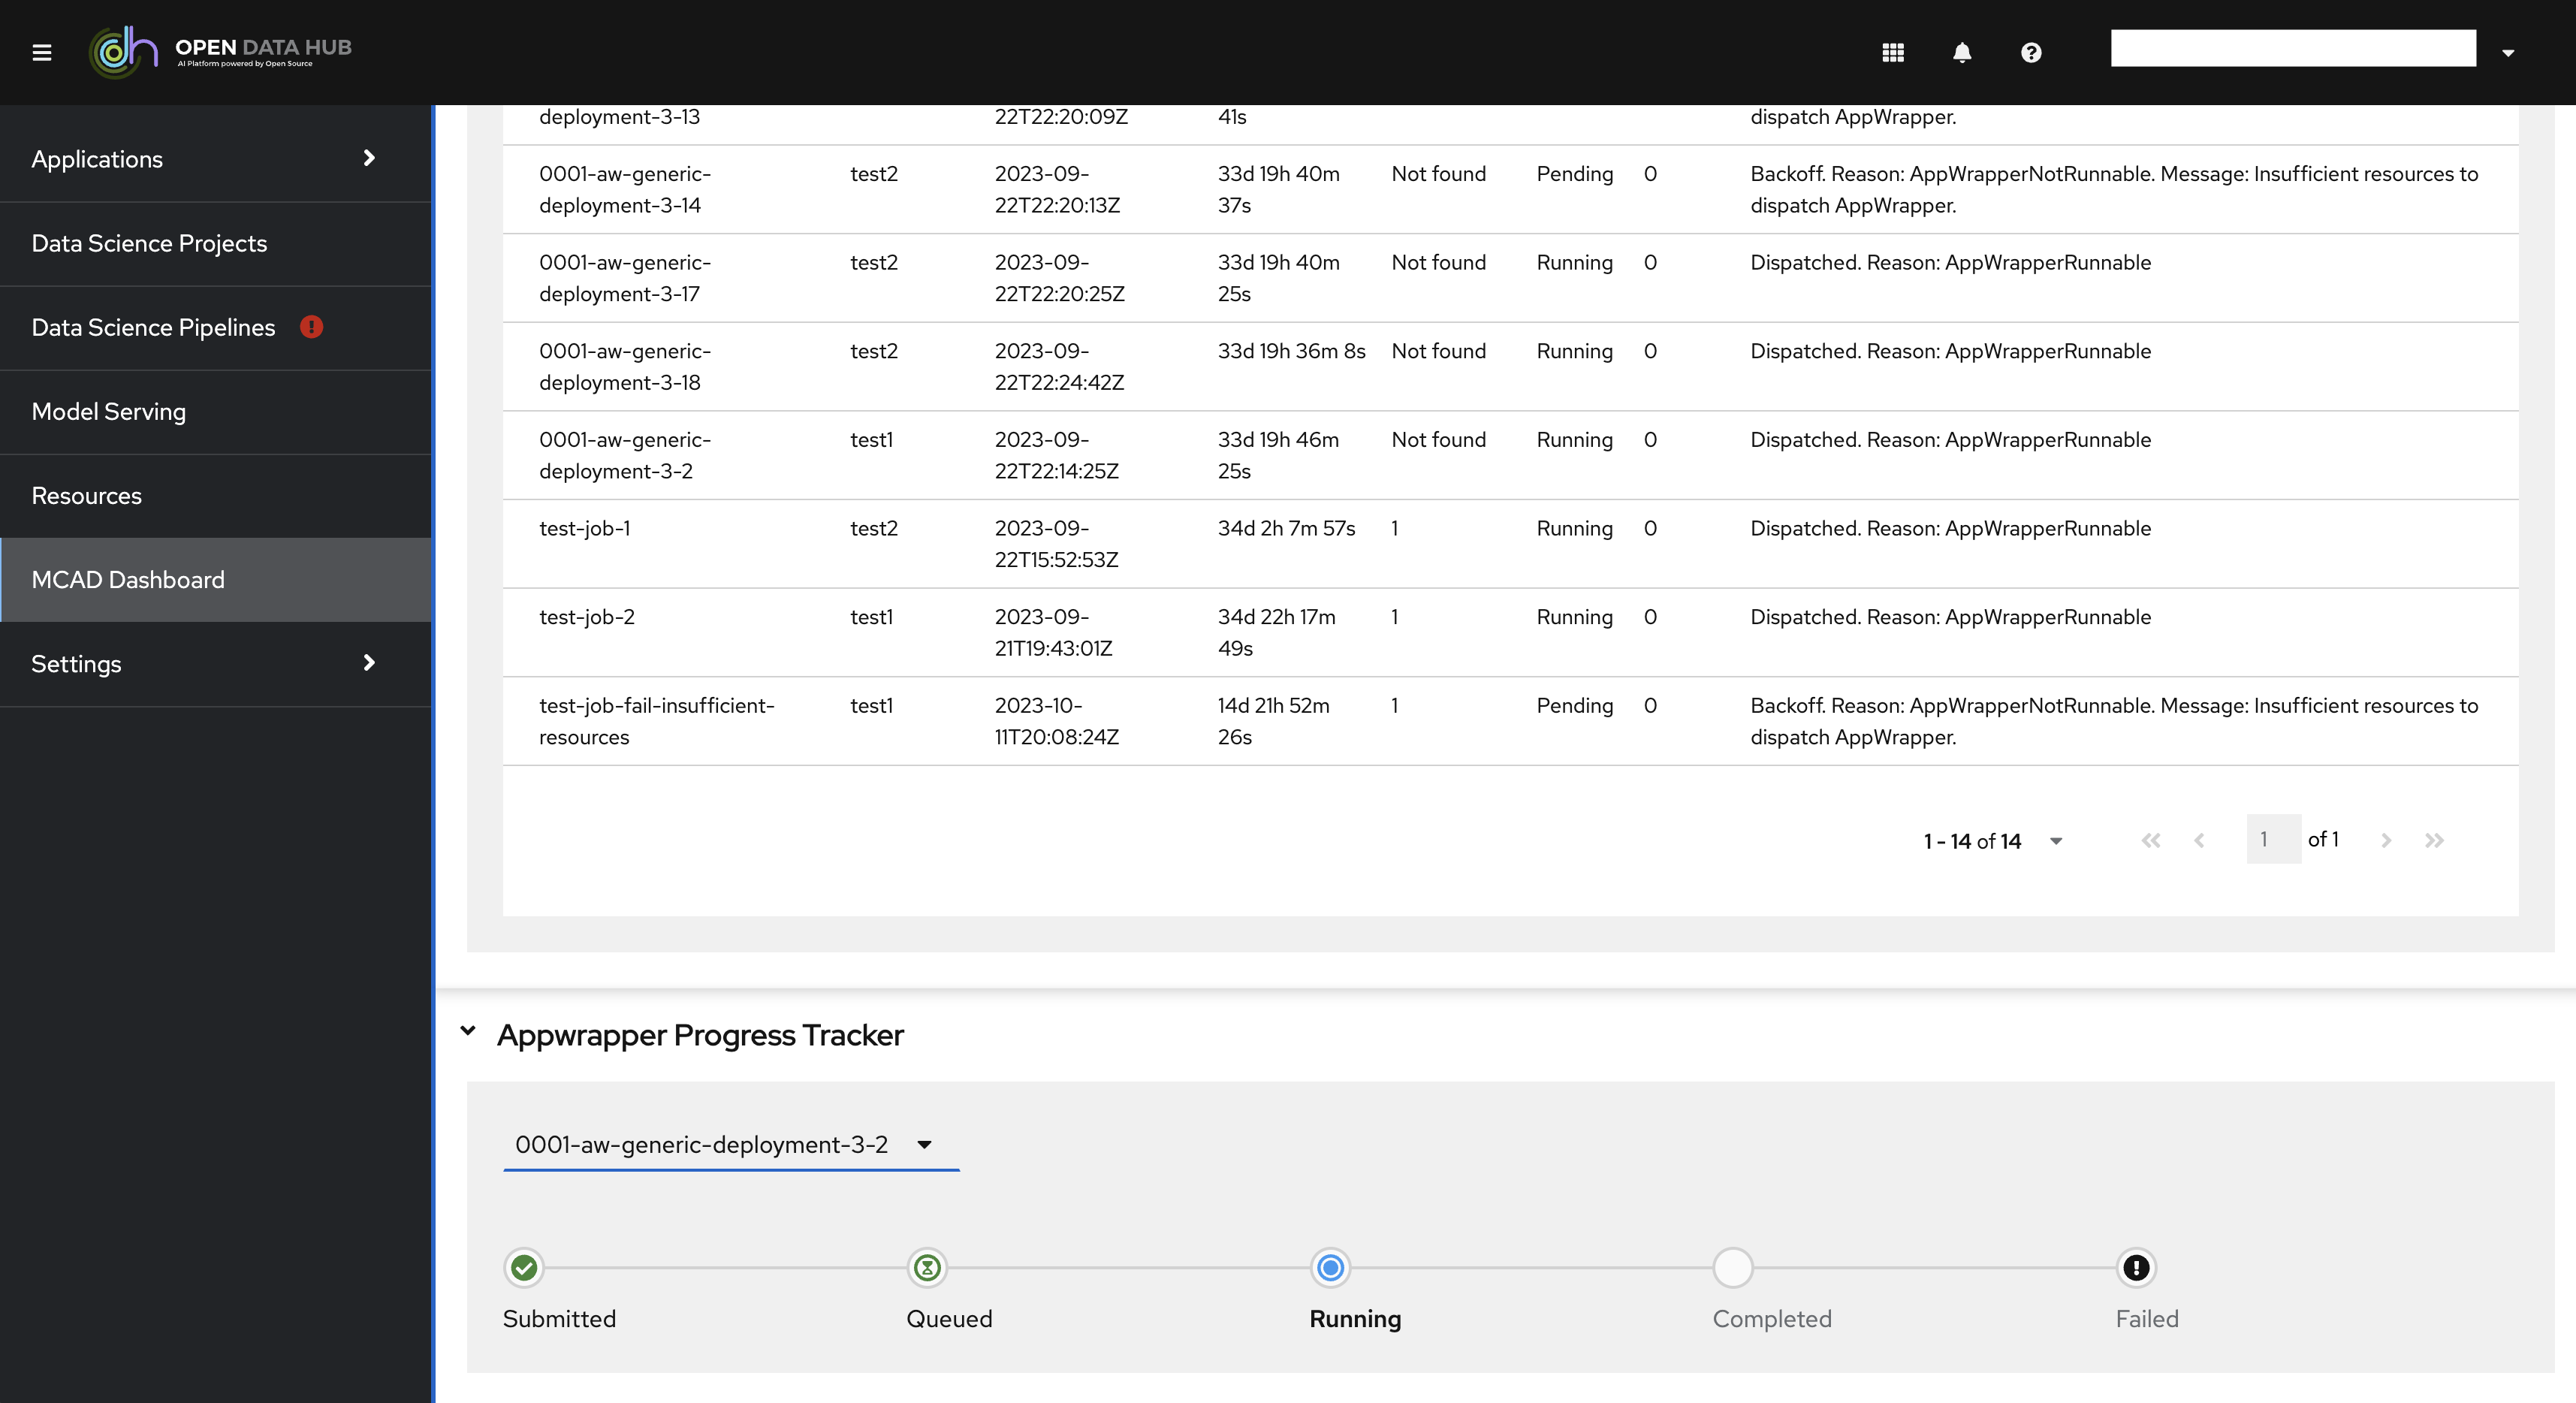 OPEN DATA HUB
AI Platform powered by Open Source
Applications
Data Science Projects
Data Science Pipelines
Model Serving
Resources
MCAD Dashboard
Settings
deployment-3-13 22T22:20:09Z 41s dispatch AppWrapper.
0001-aw-generic- test2 2023-09- 33d 19h 40m Not found Pending 0 Backoff. Reason: AppWrapperNotRunnable. Message: Insufficient resources to
deployment-3-14 22T22:20:13Z 37s dispatch AppWrapper.
0001-aw-generic- test2 2023-09- 33d 19h 40m Not found Running 0 Dispatched. Reason: AppWrapperRunnable
deployment-3-17 22T22:20:25Z 25s
0001-aw-generic- test2 2023-09- 33d 19h 36m 8s Not found Running 0 Dispatched. Reason: AppWrapperRunnable
deployment-3-18 22T22:24:42Z
0001-aw-generic- test1 2023-09- 33d 19h 46m Not found Running 0 Dispatched. Reason: AppWrapperRunnable
deployment-3-2 22T22:14:25Z 25s
test-job-1 test2 2023-09- 34d 2h 7m 57s 1 Running 0 Dispatched. Reason: AppWrapperRunnable
22T15:52:53Z
test-job-2 test1 2023-09- 34d 22h 17m 1 Running 0 Dispatched. Reason: AppWrapperRunnable
21T19:43:01Z 49s
test-job-fail-insufficient- test1 2023-10- 14d 21h 52m 1 Pending 0 Backoff. Reason: AppWrapperNotRunnable. Message: Insufficient resources to
resources 11T20:08:24Z 26s dispatch AppWrapper.
1 - 14 of 14 1 of 1
Appwrapper Progress Tracker
0001-aw-generic-deployment-3-2
Submitted Queued Running Completed Failed